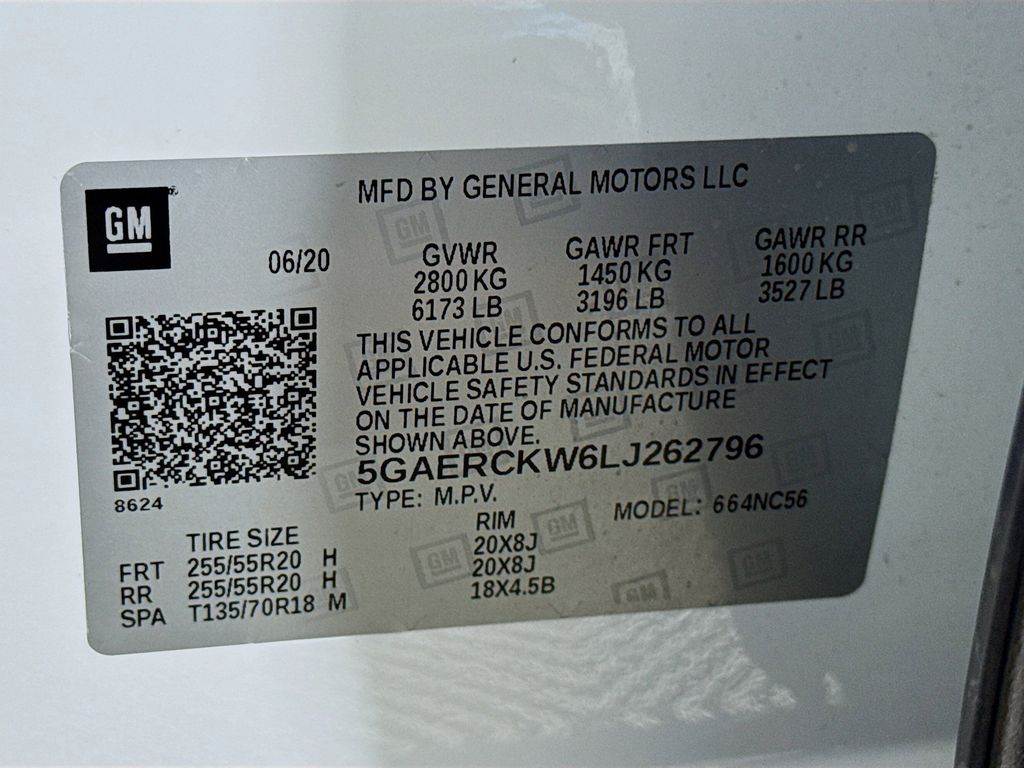 GM
MFD BY GENERAL MOTORS LLC
06/20
GVWR GAWR FRT GAWR RR
2800 KG 1450 KG 1600 KG
6173 LB 3196 LB 3527 LB
THIS VEHICLE CONFORMS TO ALL
APPLICABLE U.S. FEDERAL MOTOR
VEHICLE SAFETY STANDARDS IN EFFECT
ON THE DATE OF MANUFACTURE
SHOWN ABOVE.
5GAERCKW6LJ262796
8624
TYPE: M.P.V. MODEL: 664NC56
TIRE SIZE RIM
FRT 255/55R20 H 20X8J
RR 255/55R20 H 20X8J
SPA T135/70R18 M 18X4.5B